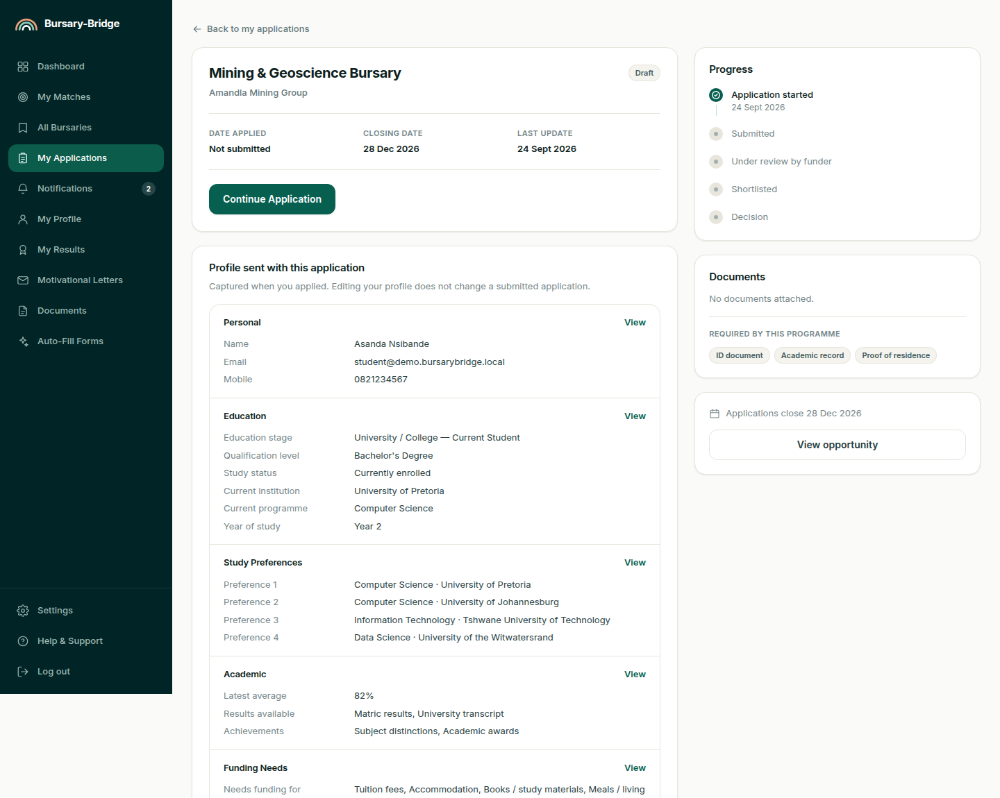 Bursary-Bridge
Dashboard
My Matches
All Bursaries
My Applications
Notifications 2
My Profile
My Results
Motivational Letters
Documents
Auto-Fill Forms
Settings
Help & Support
Log out
Back to my applications
Mining & Geoscience Bursary
Draft
Amandla Mining Group
DATE APPLIED CLOSING DATE LAST UPDATE
Not submitted 28 Dec 2026 24 Sept 2026
Continue Application
Profile sent with this application
Captured when you applied. Editing your profile does not change a submitted application.
Personal View
Name Asanda Nsibande
Email student@demo.bursarybridge.local
Mobile 0821234567
Education View
Education stage University / College — Current Student
Qualification level Bachelor's Degree
Study status Currently enrolled
Current institution University of Pretoria
Current programme Computer Science
Year of study Year 2
Study Preferences View
Preference 1 Computer Science · University of Pretoria
Preference 2 Computer Science · University of Johannesburg
Preference 3 Information Technology · Tshwane University of Technology
Preference 4 Data Science · University of the Witwatersrand
Academic View
Latest average 82%
Results available Matric results, University transcript
Achievements Subject distinctions, Academic awards
Funding Needs View
Needs funding for Tuition fees, Accommodation, Books / study materials, Meals / living
Progress
Application started
24 Sept 2026
Submitted
Under review by funder
Shortlisted
Decision
Documents
No documents attached.
REQUIRED BY THIS PROGRAMME
ID document Academic record Proof of residence
Applications close 28 Dec 2026
View opportunity